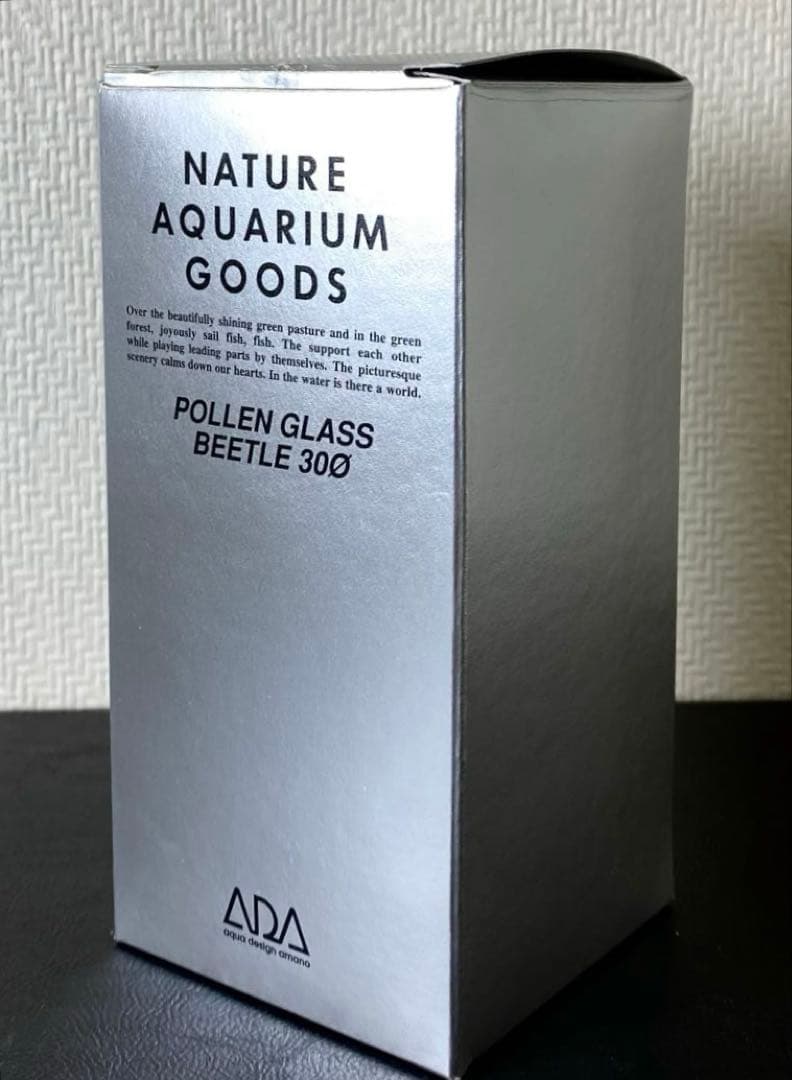 NATURE
AQUARIUM
GOODS
Over the beautifully shining green pasture and in the green
forest, joyously sail fish, fish. The support each other
while playing leading parts by themselves. The picturesque
scenery calms down our hearts. In the water is there a world.
POLLEN GLASS
BEETLE 30Ø
ADA
aqua design amano